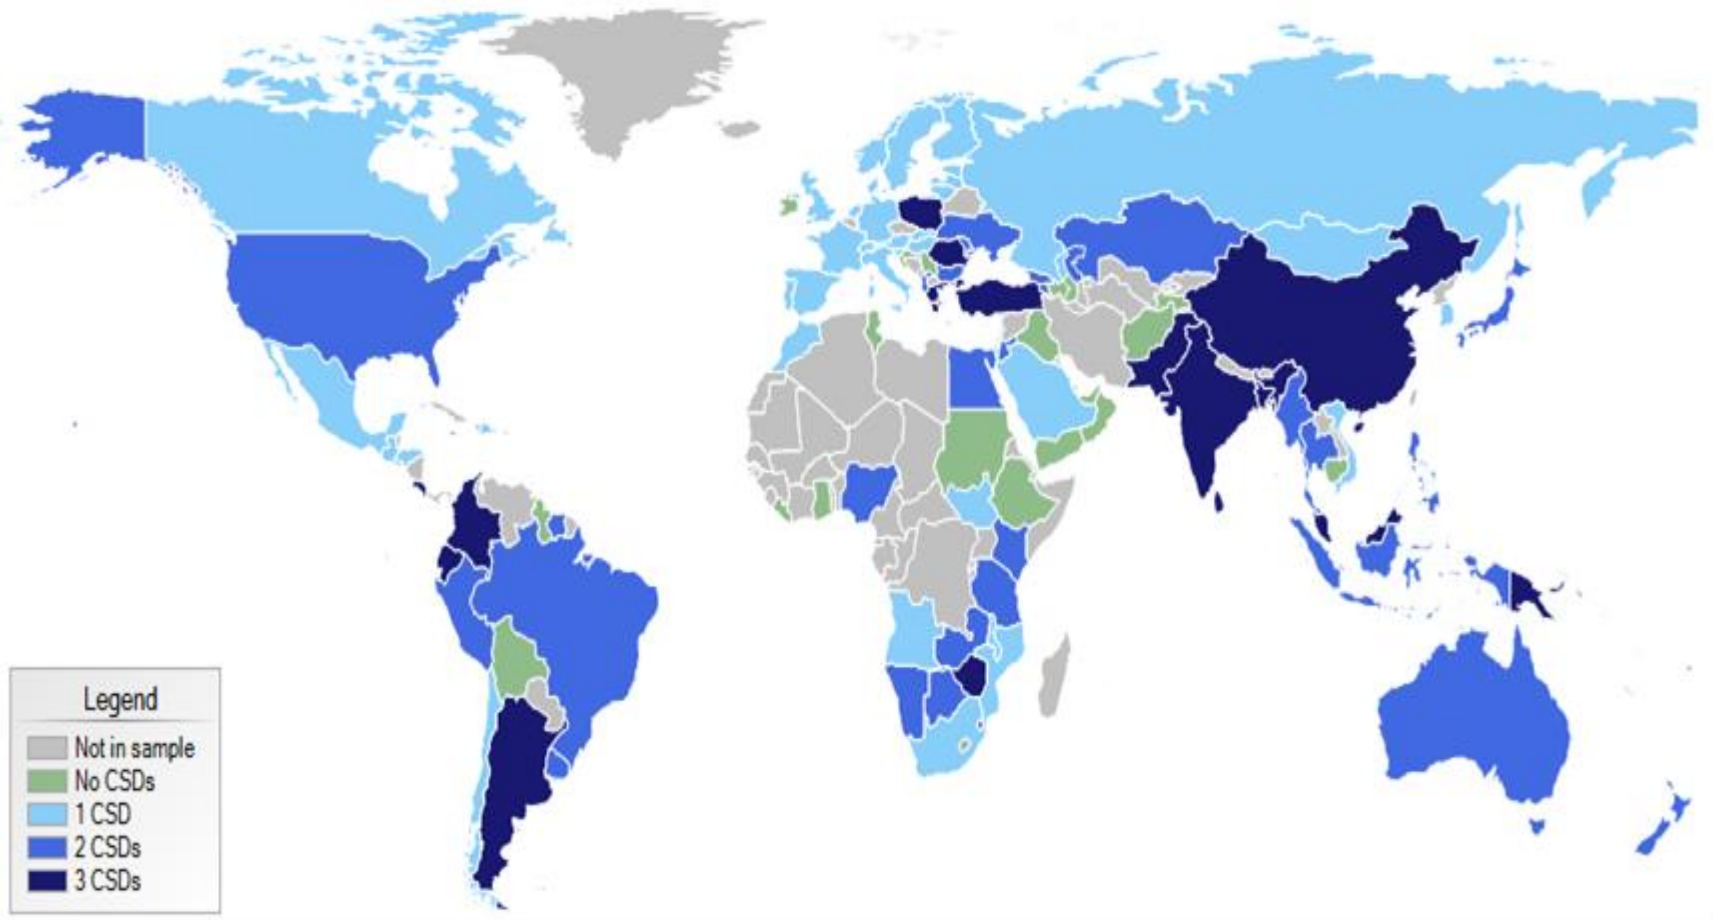 Legend
Not in sample
No CSDs
1 CSD
2 CSDs
3 CSDs